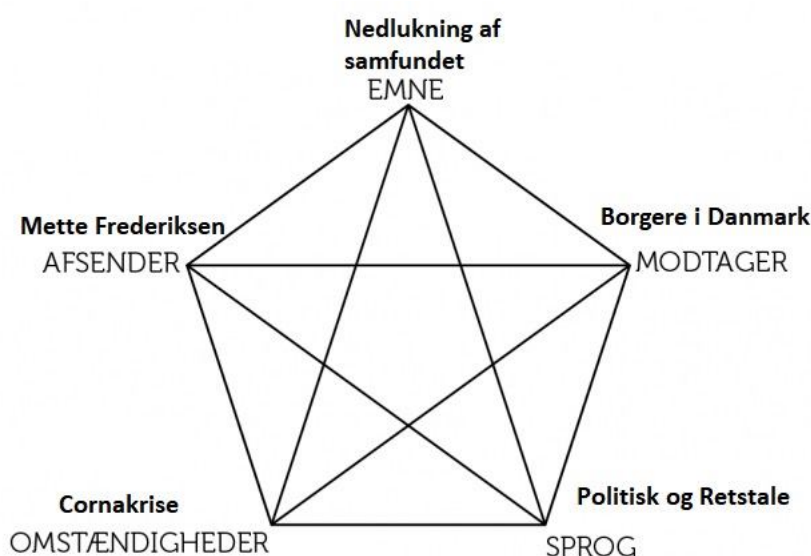 Nedlukning af
samfundet
EMNE
Mette Frederiksen
AFSENDER
Borgere i Danmark
MODTAGER
Cornakrise
OMSTÆNDIGHEDER
Politisk og Retstale
SPROG